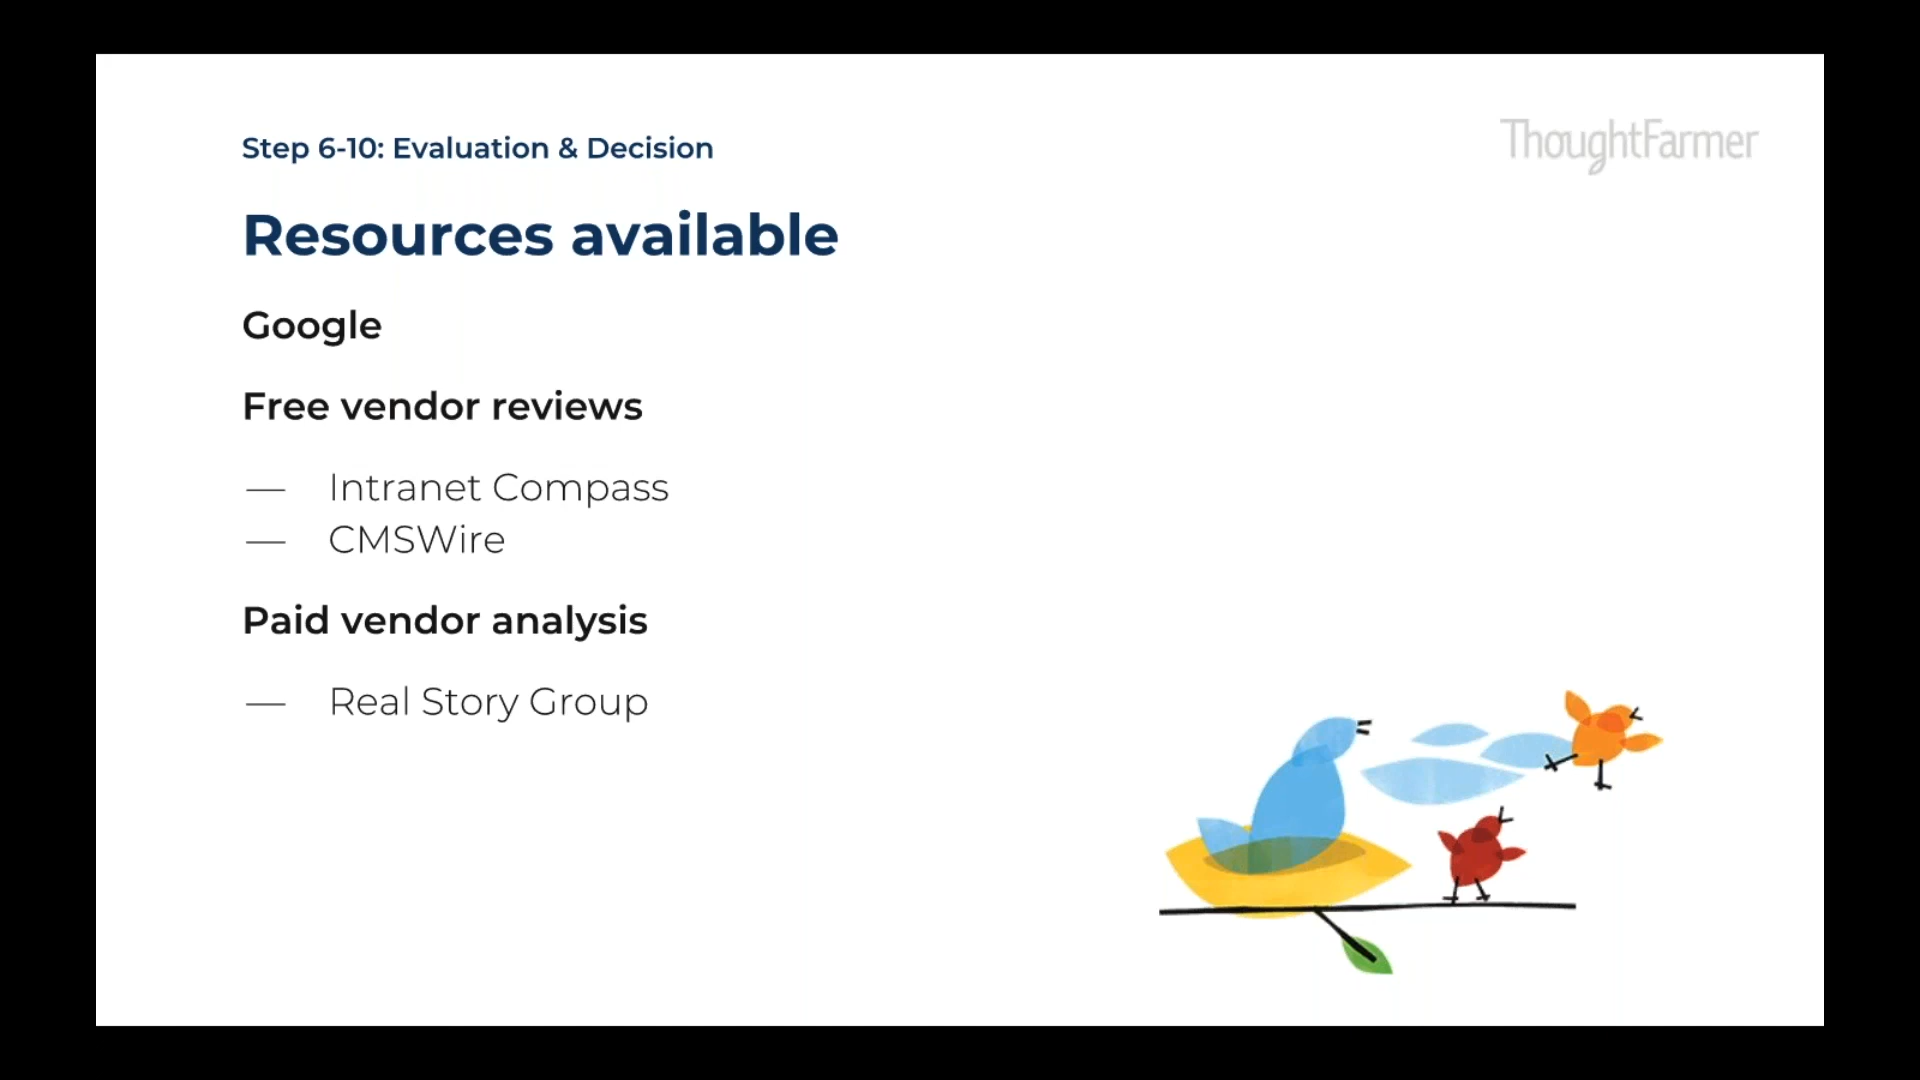 Step 6-10: Evaluation & Decision
ThoughtFarmer
Resources available
Google
Free vendor reviews
— Intranet Compass
— CMSWire
Paid vendor analysis
— Real Story Group